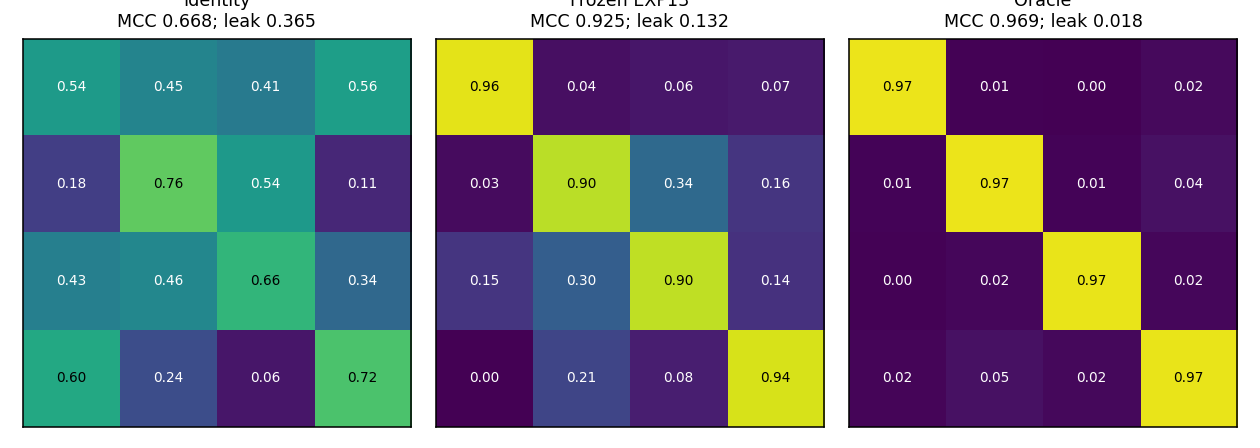 Identity
MCC 0.668; leak 0.365
0.54 0.45 0.41 0.56
0.18 0.76 0.54 0.11
0.43 0.46 0.66 0.34
0.60 0.24 0.06 0.72
Frozen EXP13
MCC 0.925; leak 0.132
0.96 0.04 0.06 0.07
0.03 0.90 0.34 0.16
0.15 0.30 0.90 0.14
0.00 0.21 0.08 0.94
Oracle
MCC 0.969; leak 0.018
0.97 0.01 0.00 0.02
0.01 0.97 0.01 0.04
0.00 0.02 0.97 0.02
0.02 0.05 0.02 0.97